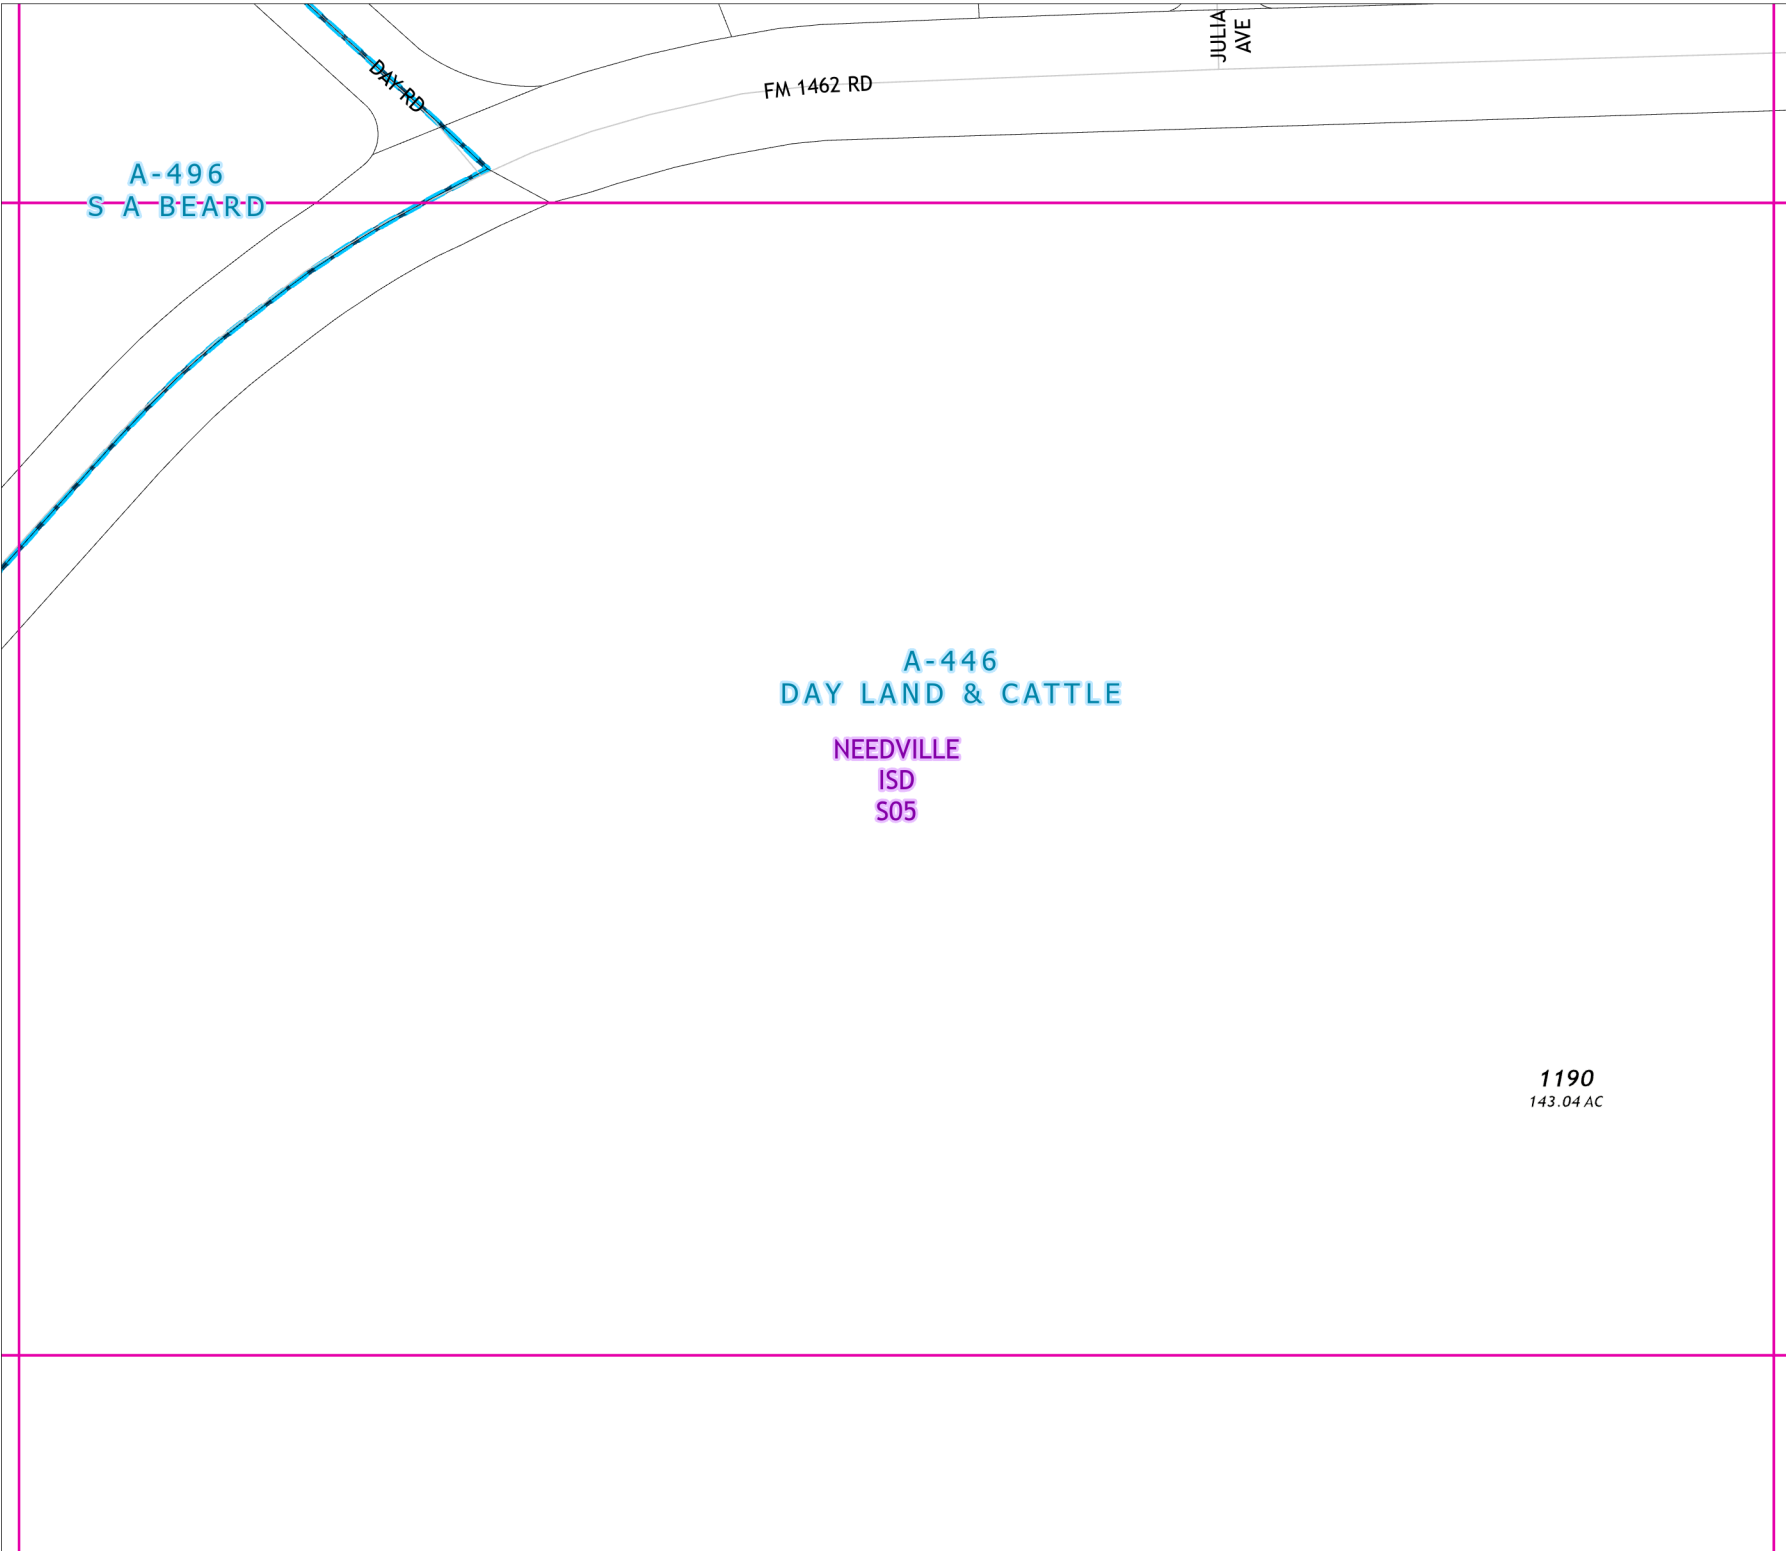 JULIA
AVE
DAY RD
FM 1462 RD
A-496
S A BEARD
A-446
DAY LAND & CATTLE
NEEDVILLE
ISD
S05
1190
143.04 AC